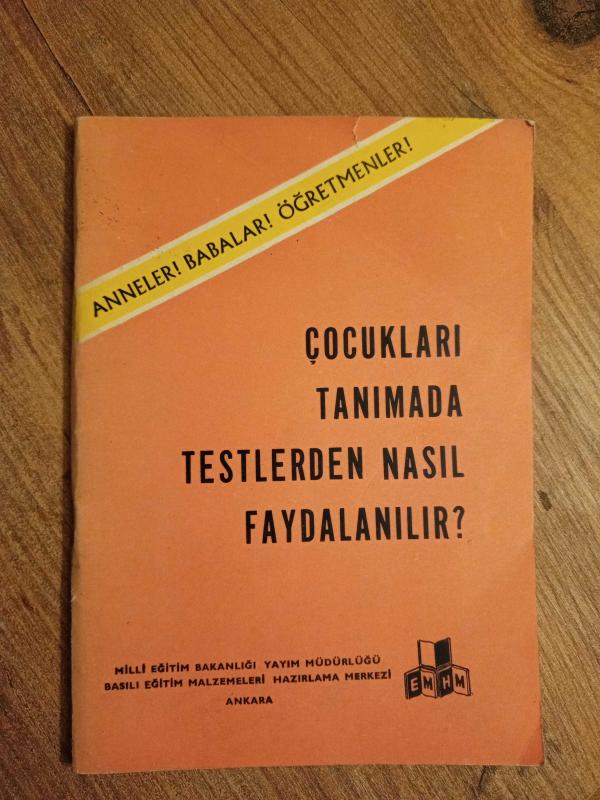 ANNELER! BABALAR! ÖĞRETMENLER!
ÇOCUKLARI
TANIMADA
TESTLERDEN NASIL
FAYDALANILIR?
MİLLİ EĞİTİM BAKANLIĞI YAYIM MÜDÜRLÜĞÜ
BASILI EĞİTİM MALZEMELERİ HAZIRLAMA MERKEZİ
ANKARA
EMHM